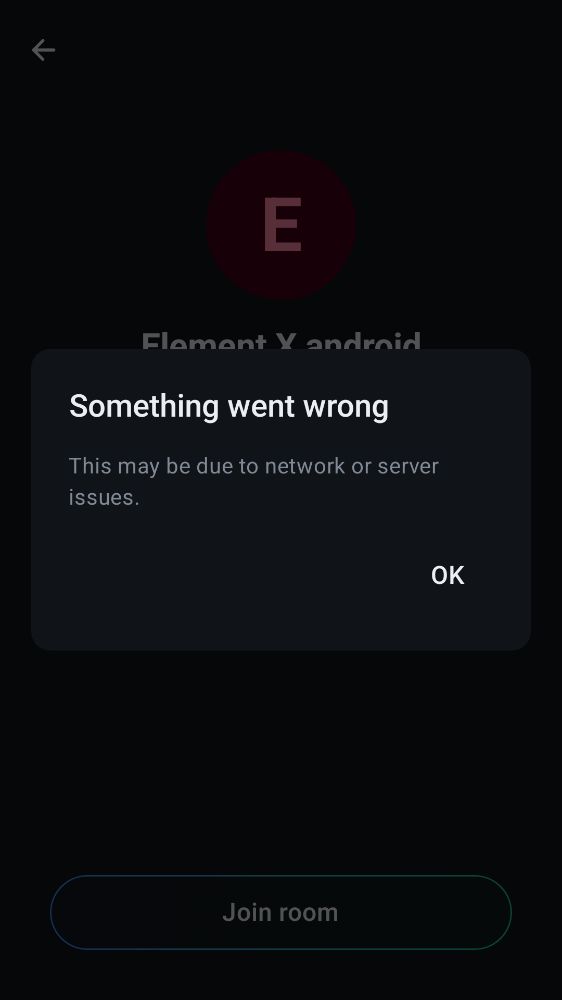 E
Element X android
Something went wrong
This may be due to network or server
issues.
OK
Join room